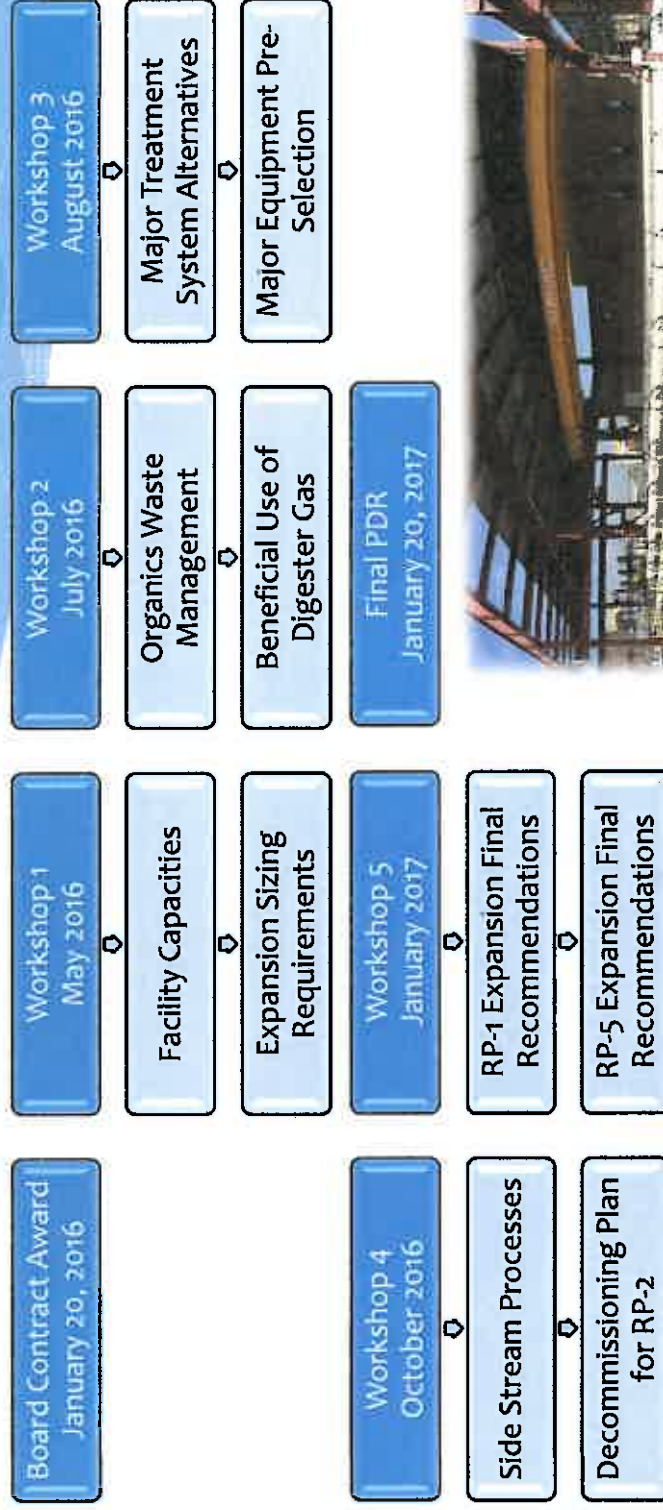 Board Contract Award
January 20, 2016
Workshop 1
May 2016
Facility Capacities
Expansion Sizing
Requirements
Workshop 2
July 2016
Organics Waste
Management
Beneficial Use of
Digester Gas
Workshop 3
August 2016
Major Treatment
System Alternatives
Major Equipment Pre-
Selection
Workshop 4
October 2016
Side Stream Processes
Decommissioning Plan
for RP-2
Workshop 5
January 2017
RP-1 Expansion Final
Recommendations
RP-5 Expansion Final
Recommendations
Final PDR
January 20, 2017